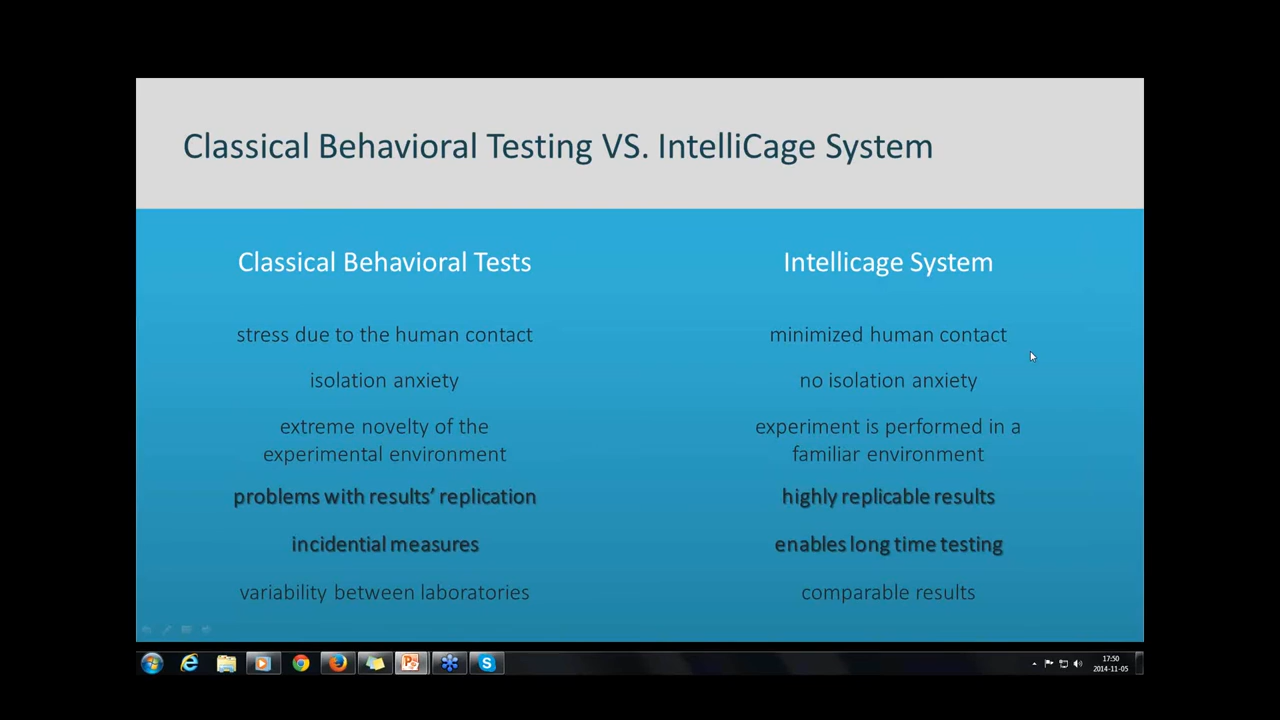 Classical Behavioral Testing VS. IntelliCage System
Classical Behavioral Tests
stress due to the human contact
isolation anxiety
extreme novelty of the
experimental environment
problems with results’ replication
incidential measures
variability between laboratories
Intellicage System
minimized human contact
no isolation anxiety
experiment is performed in a
familiar environment
highly replicable results
enables long time testing
comparable results
17:50
2014-11-05